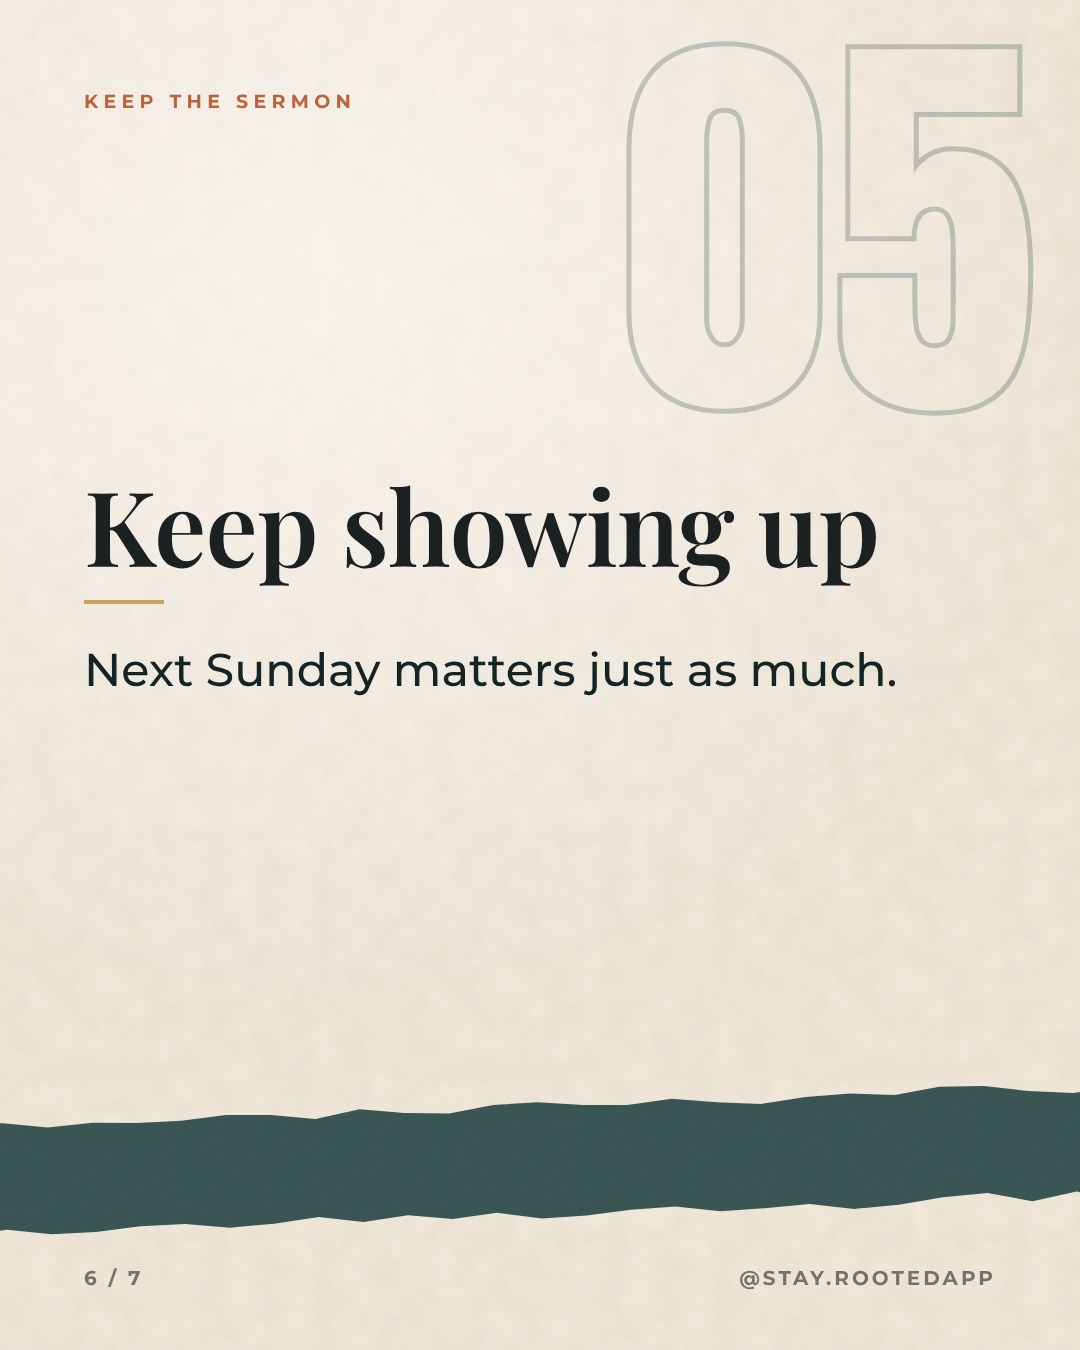 KEEP THE SERMON
05
Keep showing up
Next Sunday matters just as much.
6 / 7
@STAY.ROOTEDAPP